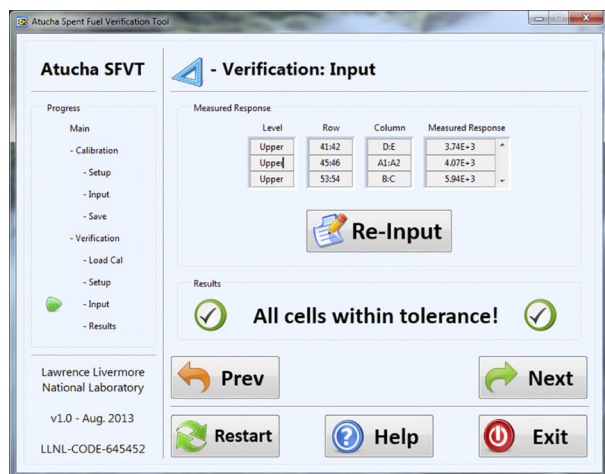 Atucha Spent Fuel Verification Tool
Atucha SFVT
- Verification: Input
Progress
Main
- Calibration
- Setup
- Input
- Save
- Verification
- Load Cal
- Setup
- Input
- Results
Measured Response
Level Row Column Measured Response
Upper 41:42 D:E 3.74E+3
Upper 45:46 A1:A2 4.07E+3
Upper 53:54 B:C 5.94E+3
Re-Input
Results
All cells within tolerance!
Lawrence Livermore
National Laboratory
v1.0 - Aug. 2013
LLNL-CODE-645452
Prev
Next
Restart
Help
Exit